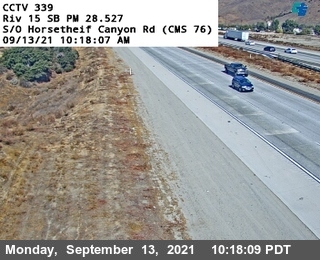 CCTV 339
Riv 15 SB PM 28.527
S/O Horsetheif Canyon Rd (CMS 76)
09/13/21 10:18:07 AM
Monday, September 13, 2021 10:18:09 PDT